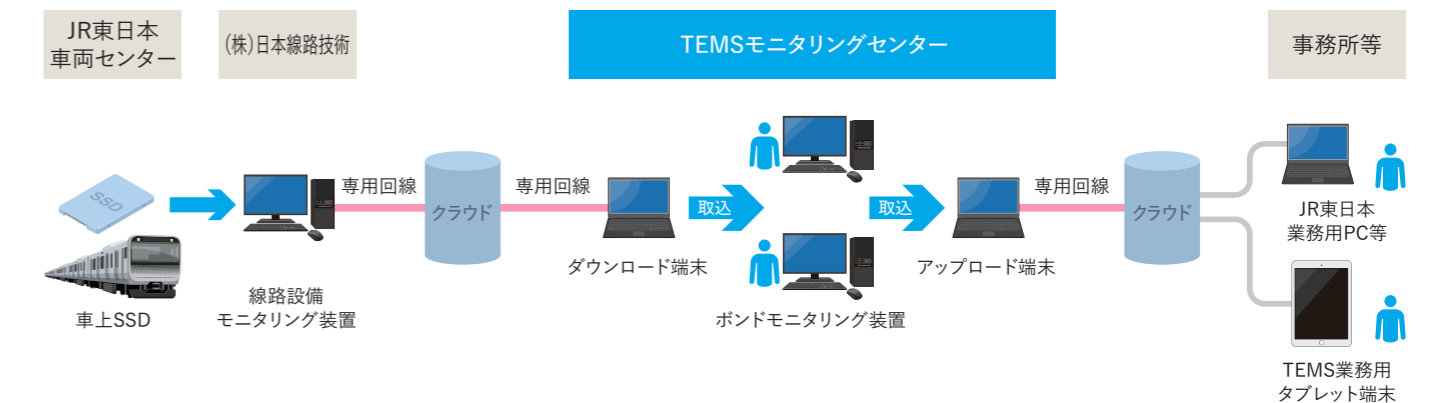 JR東日本
車両センター
(株)日本線路技術
TEMSモニタリングセンター
事務所等
SSD
車上SSD
線路設備
モニタリング装置
専用回線
クラウド
専用回線
ダウンロード端末
取込
ボンドモニタリング装置
取込
アップロード端末
専用回線
クラウド
JR東日本
業務用PC等
TEMS業務用
タブレット端末